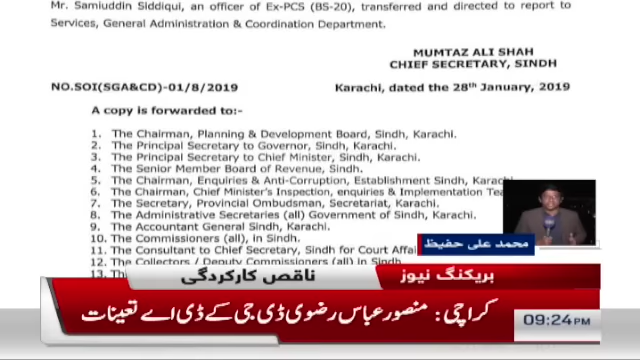 Mr. Samiuddin Siddiqui, an officer of Ex-PCS (BS-20), transferred and directed to report to
Services, General Administration & Coordination Department.
MUMTAZ ALI SHAH
CHIEF SECRETARY, SINDH
NO.SOI(SGA&CD)-01/8/2019 Karachi, dated the 28th January, 2019
A copy is forwarded to:-
1. The Chairman, Planning & Development Board, Sindh, Karachi.
2. The Principal Secretary to Governor, Sindh, Karachi.
3. The Principal Secretary to Chief Minister, Sindh, Karachi.
4. The Senior Member Board of Revenue, Sindh.
5. The Chairman, Enquiries & Anti-Corruption, Establishment Sindh, Karachi
6. The Chairman, Chief Minister's Inspection, enquiries & Implementation
7. The Secretary, Provincial Ombudsman, Secretariat, Karachi.
8. The Administrative Secretaries (all) Government of Sindh, Karachi.
9. The Accountant General Sindh, Karachi.
10. The Commissioners (all), in Sindh.
11. The Consultant to Chief Secretary, Sindh for Court
12. The Collectors / Deputy Commissioners (all) in Sindh.
13. The
محمد علی حفیظ
بریکنگ نیوز
ناقص کارکردگی
کراچی: منصور عباس رضوی ڈی جی کے ڈی اے تعینات
09:24PM